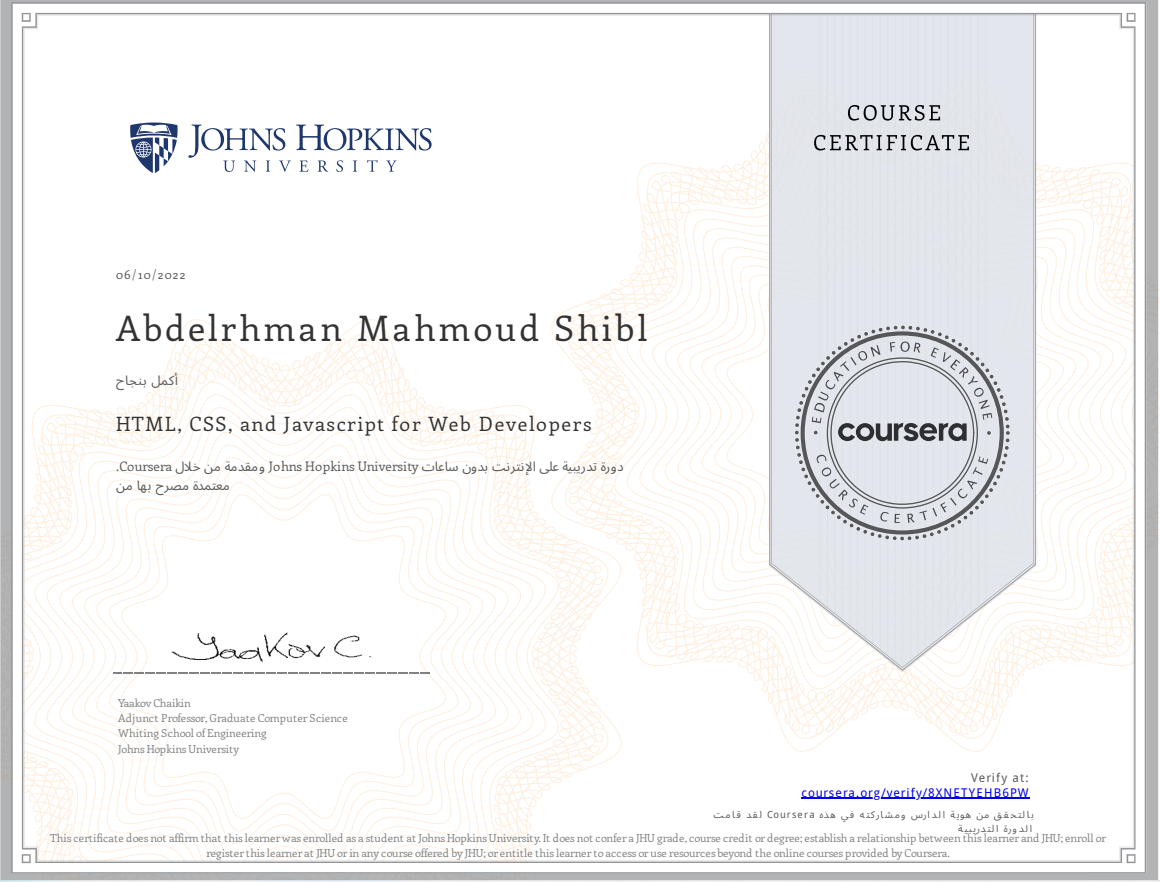 JOHNS HOPKINS
UNIVERSITY
COURSE
CERTIFICATE
06/10/2022
Abdelrhman Mahmoud Shibl
أكمل بنجاح
HTML, CSS, and Javascript for Web Developers
دورة تدريبية على الإنترنت بدون ساعات Johns Hopkins University ومقدمة من خلال Coursera.
معتمدة مصرح بها من
EDUCATION FOR EVERYONE
coursera
COURSE CERTIFICATE
Yaakov C.
Yaakov Chaikin
Adjunct Professor, Graduate Computer Science
Whiting School of Engineering
Johns Hopkins University
Verify at:
coursera.org/verify/8XNETYEHB6PW
بالتحقق من هوية الدارس ومشاركته في هذه Coursera لقد قامت
الدورة التدريبية
This certificate does not affirm that this learner was enrolled as a student at Johns Hopkins University. It does not confer a JHU grade, course credit or degree; establish a relationship between this learner and JHU; enroll or
register this learner at JHU or in any course offered by JHU; or entitle this learner to access or use resources beyond the online courses provided by Coursera.